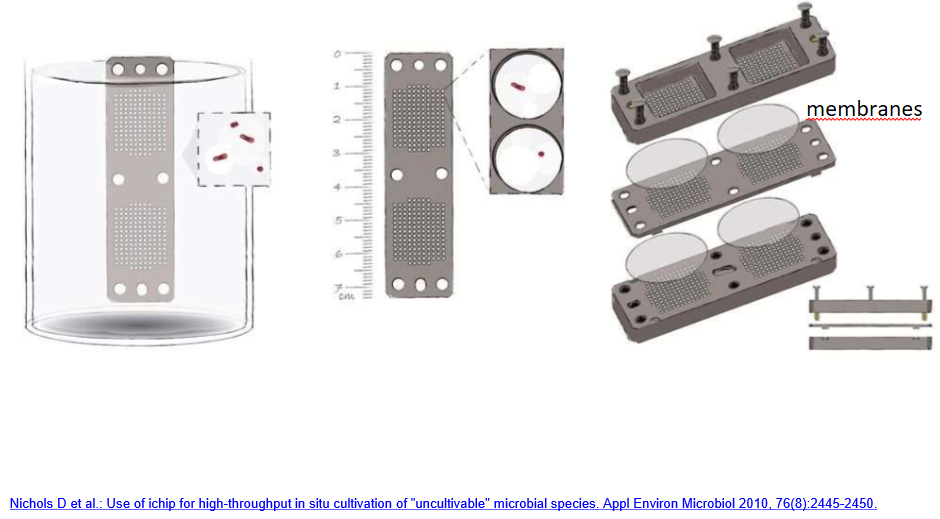 0
1
2
3
4
5
6
7
cm
membranes
Nichols D et al.: Use of ichip for high-throughput in situ cultivation of "uncultivable" microbial species. Appl Environ Microbiol 2010, 76(8):2445-2450.